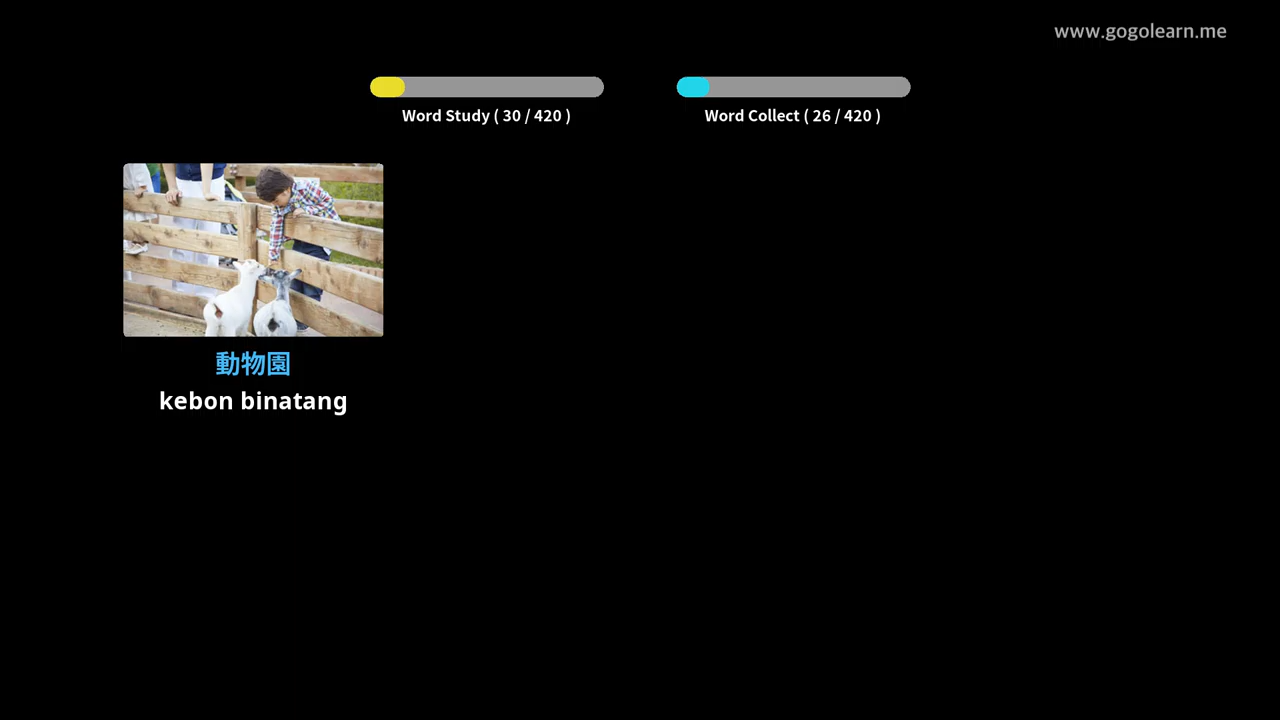 www.gogolearn.me
Word Study ( 30 / 420 )
Word Collect ( 26 / 420 )
動物園
kebon binatang